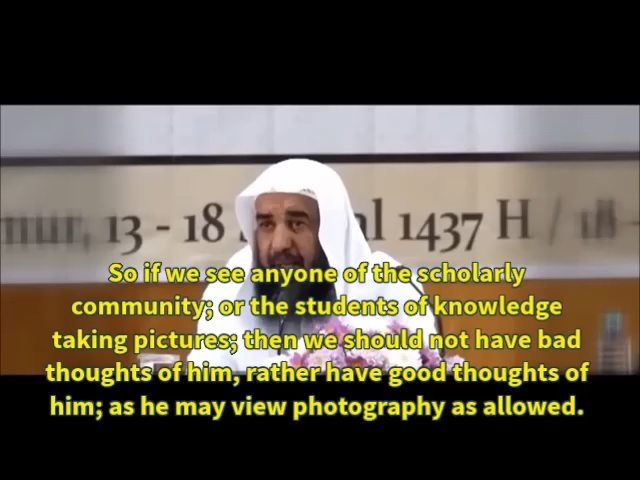 13 - 18 1437 H / 18 -
So if we see anyone of the scholarly
community; or the students of knowledge
taking pictures; then we should not have bad
thoughts of him, rather have good thoughts of
him; as he may view photography as allowed.